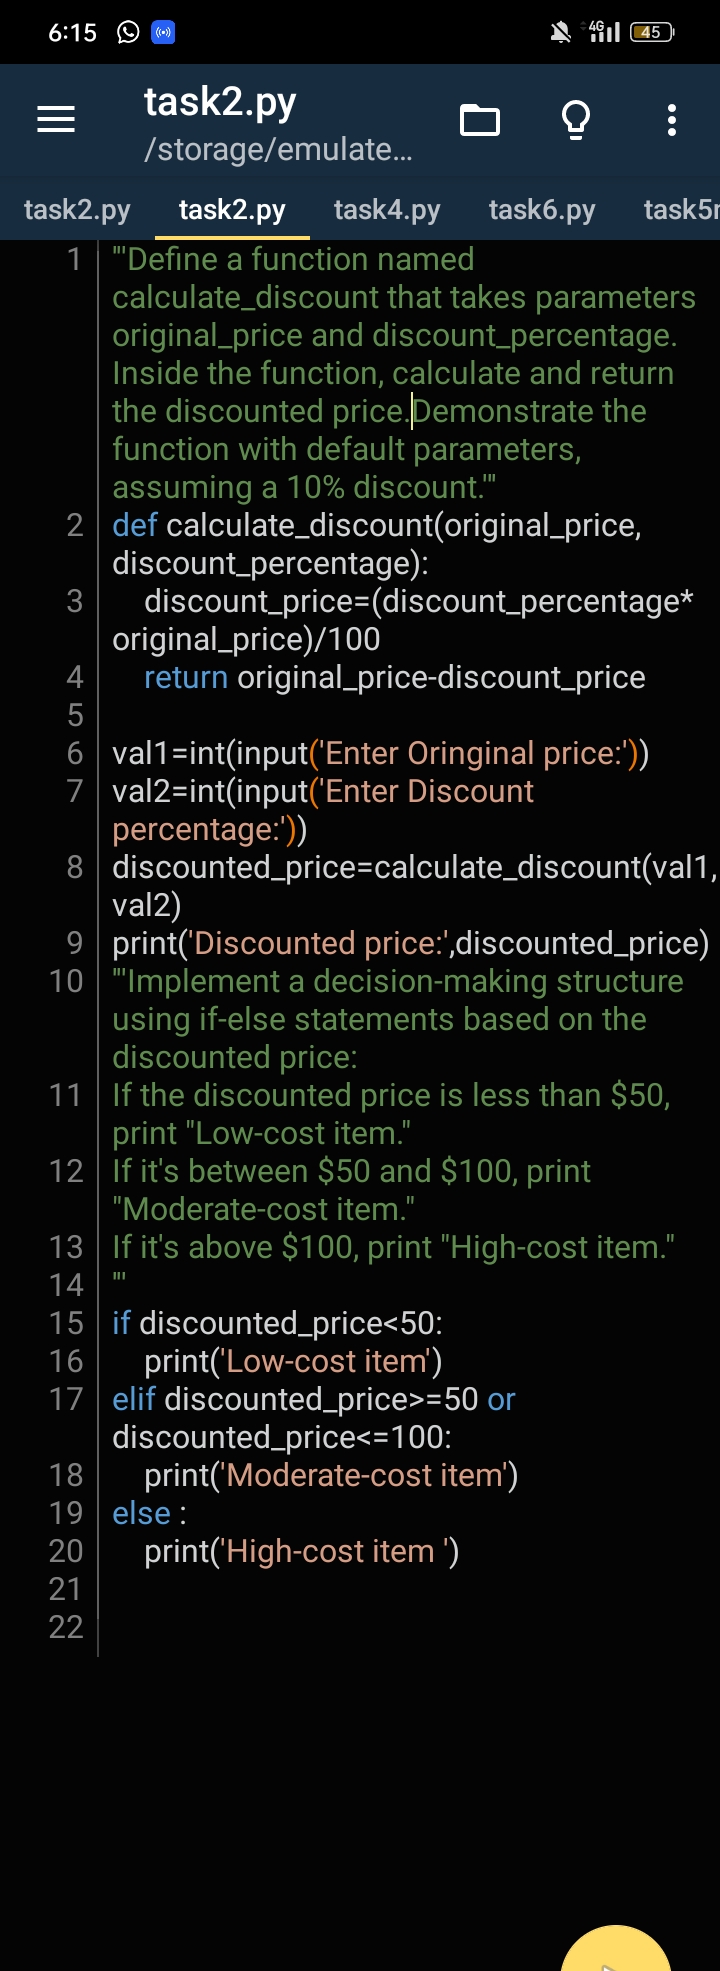 6:15 4G 45
task2.py
/storage/emulate...
task2.py task2.py task4.py task6.py task5r
1 '''Define a function named
calculate_discount that takes parameters
original_price and discount_percentage.
Inside the function, calculate and return
the discounted price.Demonstrate the
function with default parameters,
assuming a 10% discount.'''
2 def calculate_discount(original_price,
discount_percentage):
3 discount_price=(discount_percentage*
original_price)/100
4 return original_price-discount_price
5
6 val1=int(input('Enter Oringinal price:'))
7 val2=int(input('Enter Discount
percentage:'))
8 discounted_price=calculate_discount(val1,
val2)
9 print('Discounted price:',discounted_price)
10 '''Implement a decision-making structure
using if-else statements based on the
discounted price:
11 If the discounted price is less than $50,
print "Low-cost item."
12 If it's between $50 and $100, print
"Moderate-cost item."
13 If it's above $100, print "High-cost item."
14 '''
15 if discounted_price<50:
16 print('Low-cost item')
17 elif discounted_price>=50 or
discounted_price<=100:
18 print('Moderate-cost item')
19 else :
20 print('High-cost item ')
21
22